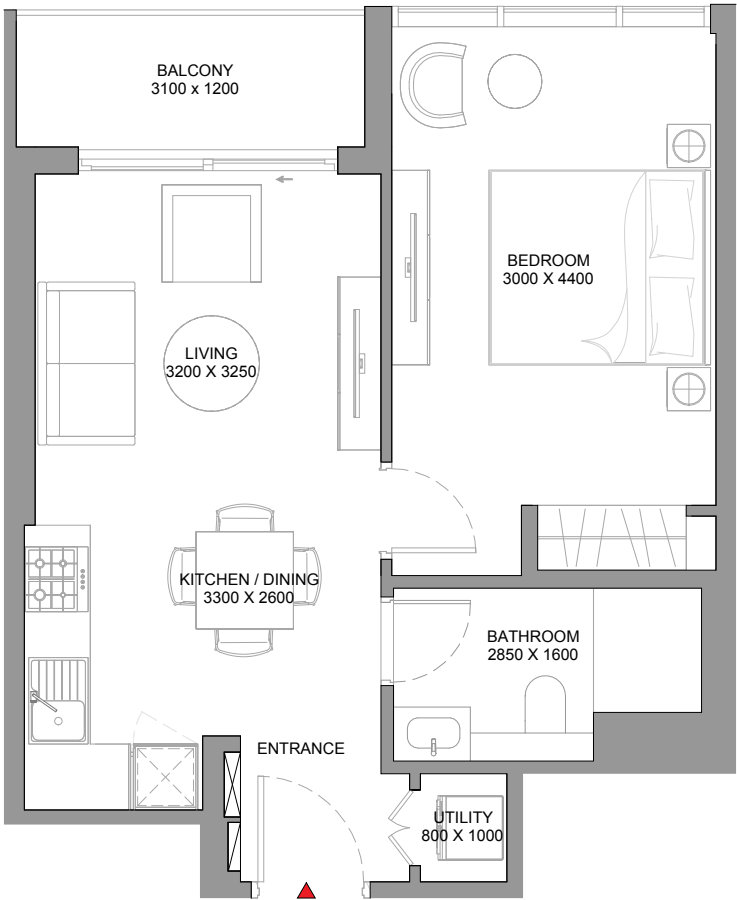 BALCONY
3100 x 1200
BEDROOM
3000 X 4400
LIVING
3200 X 3250
KITCHEN / DINING
3300 X 2600
BATHROOM
2850 X 1600
ENTRANCE
UTILITY
800 X 1000